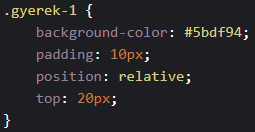 .gyerek-1 {
    background-color: #5bdf94;
    padding: 10px;
    position: relative;
    top: 20px;
}